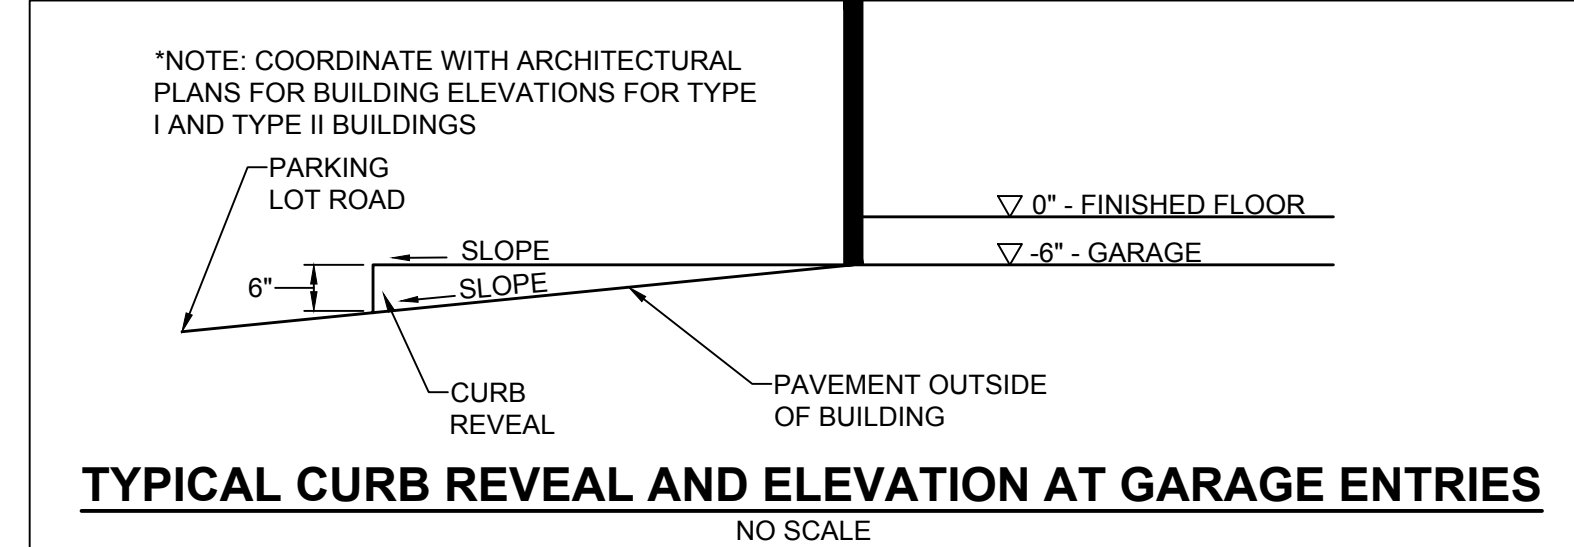 *NOTE: COORDINATE WITH ARCHITECTURAL
PLANS FOR BUILDING ELEVATIONS FOR TYPE
I AND TYPE II BUILDINGS
PARKING
LOT ROAD
0" - FINISHED FLOOR
SLOPE
-6" - GARAGE
6"
SLOPE
CURB
REVEAL
PAVEMENT OUTSIDE
OF BUILDING
TYPICAL CURB REVEAL AND ELEVATION AT GARAGE ENTRIES
NO SCALE